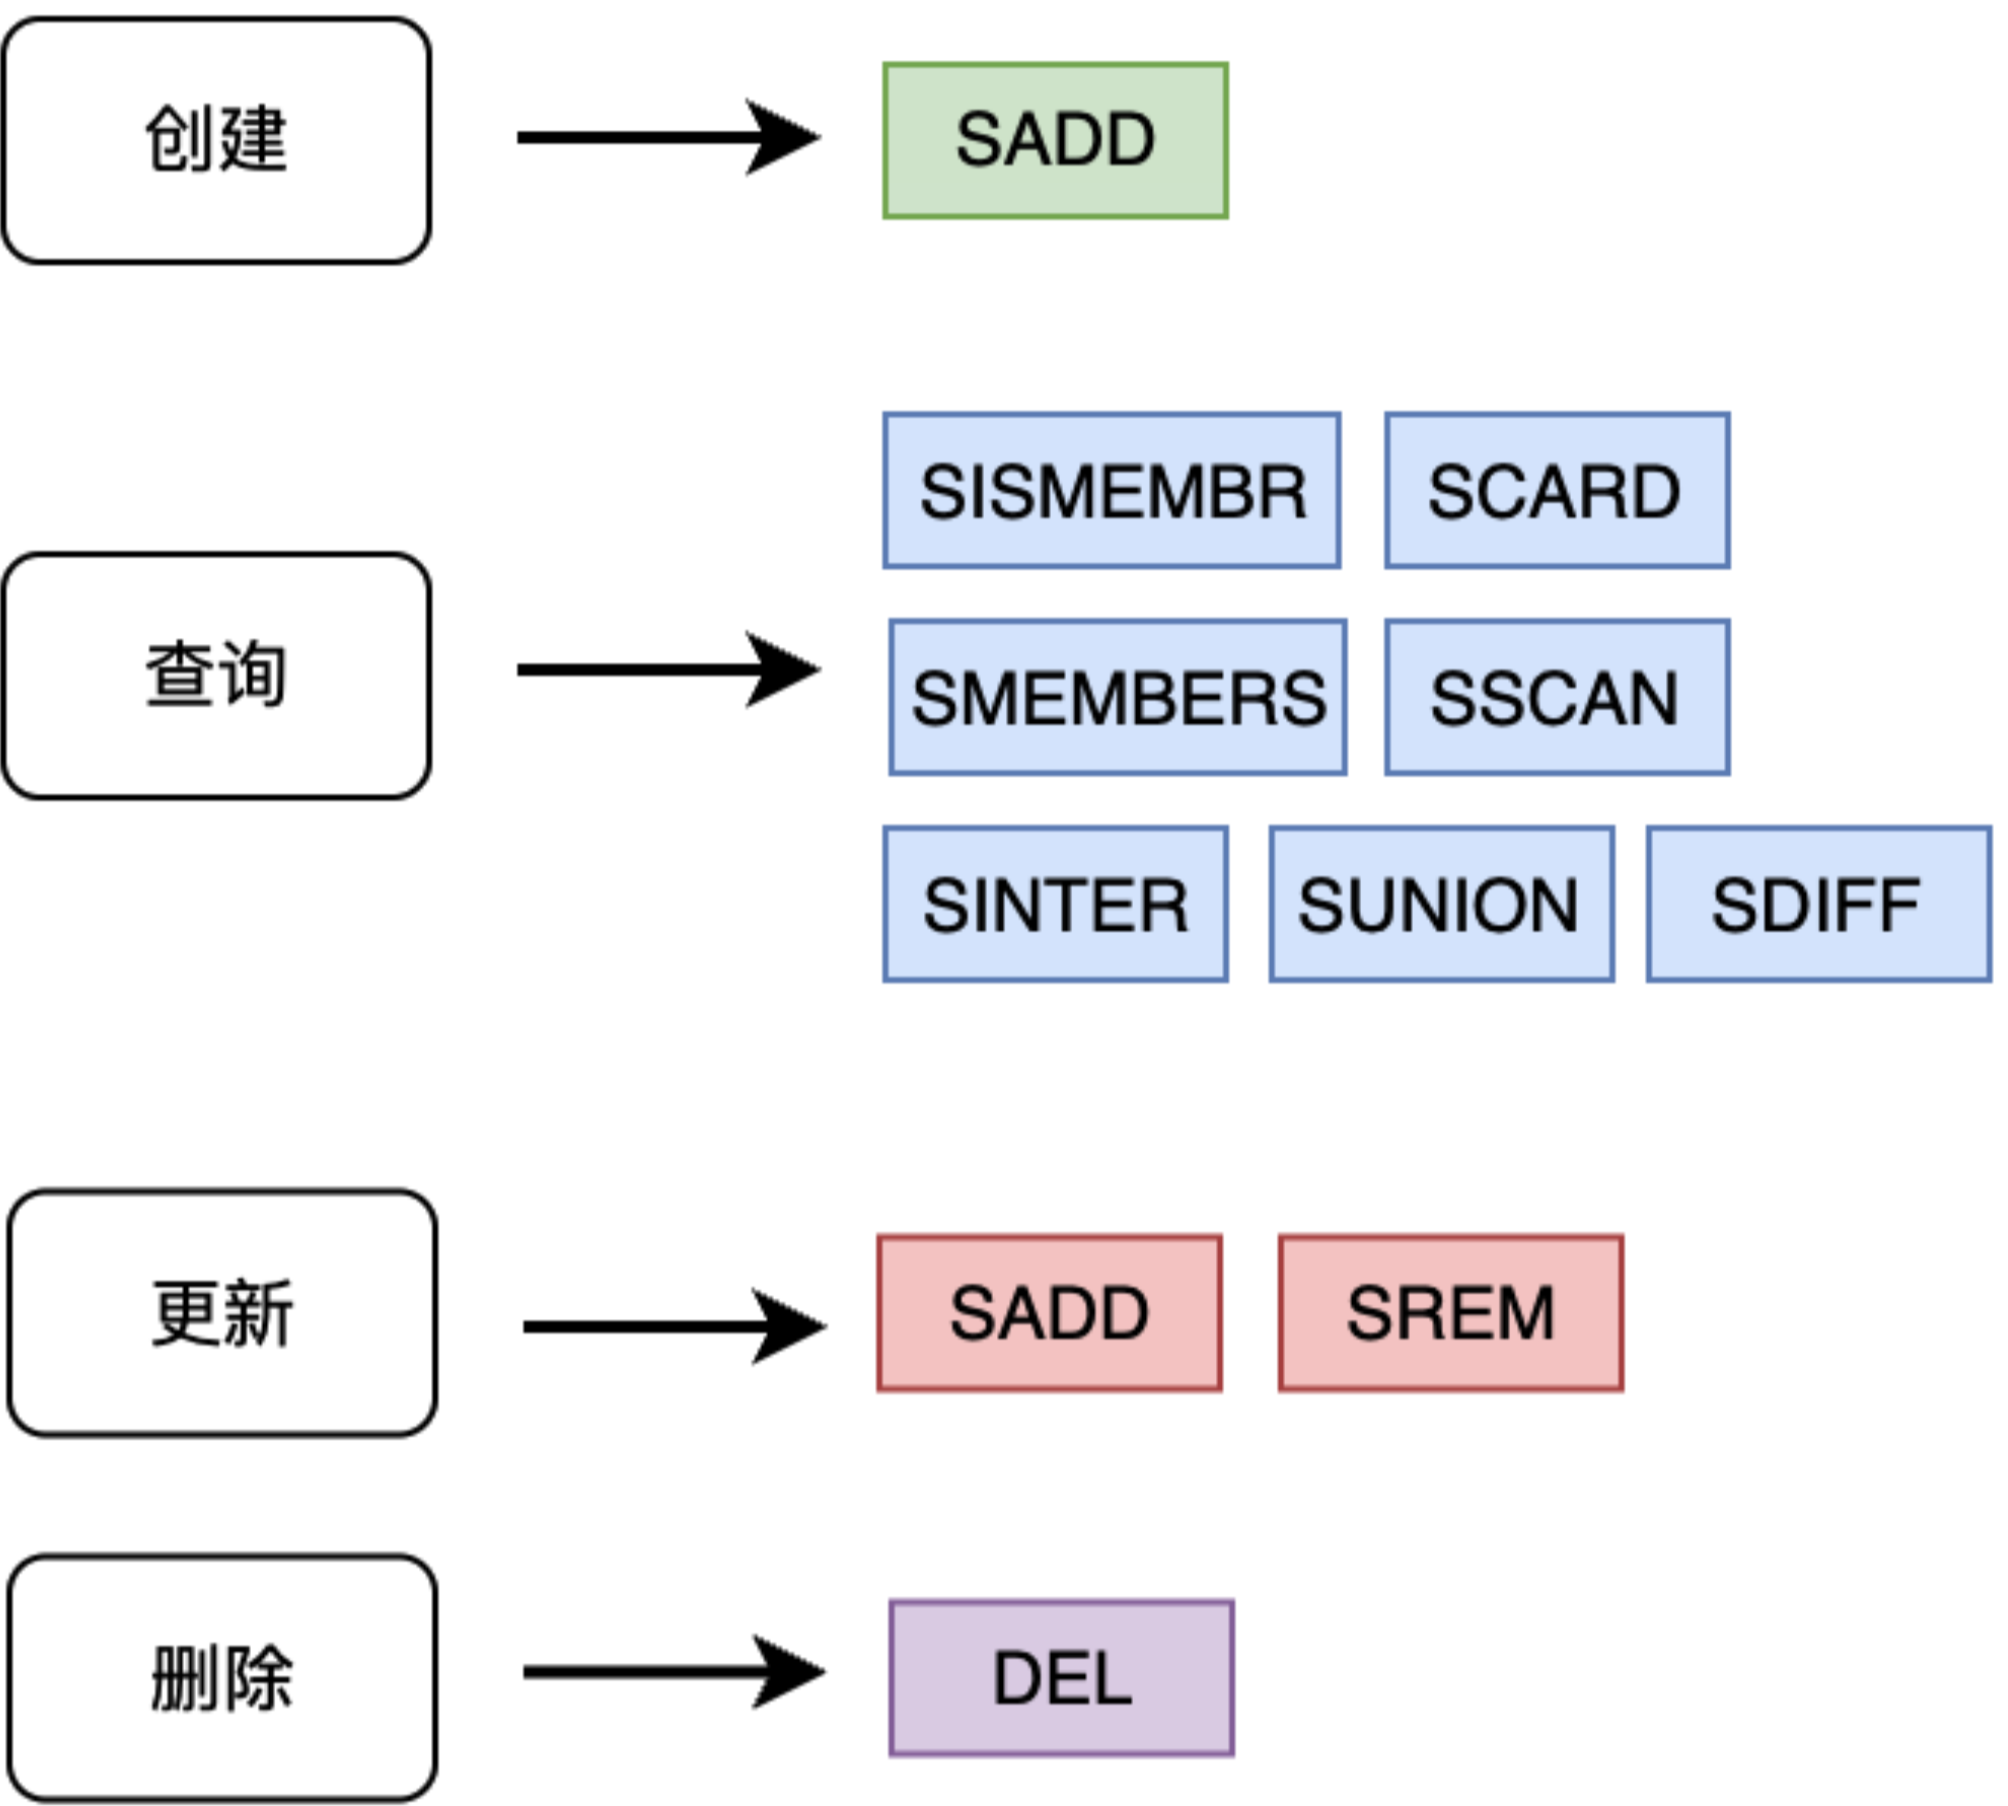 创建
SADD
SISMEMBR SCARD
查询
SMEMBERS SSCAN
SINTER SUNION SDIFF
更新
SADD SREM
删除
DEL